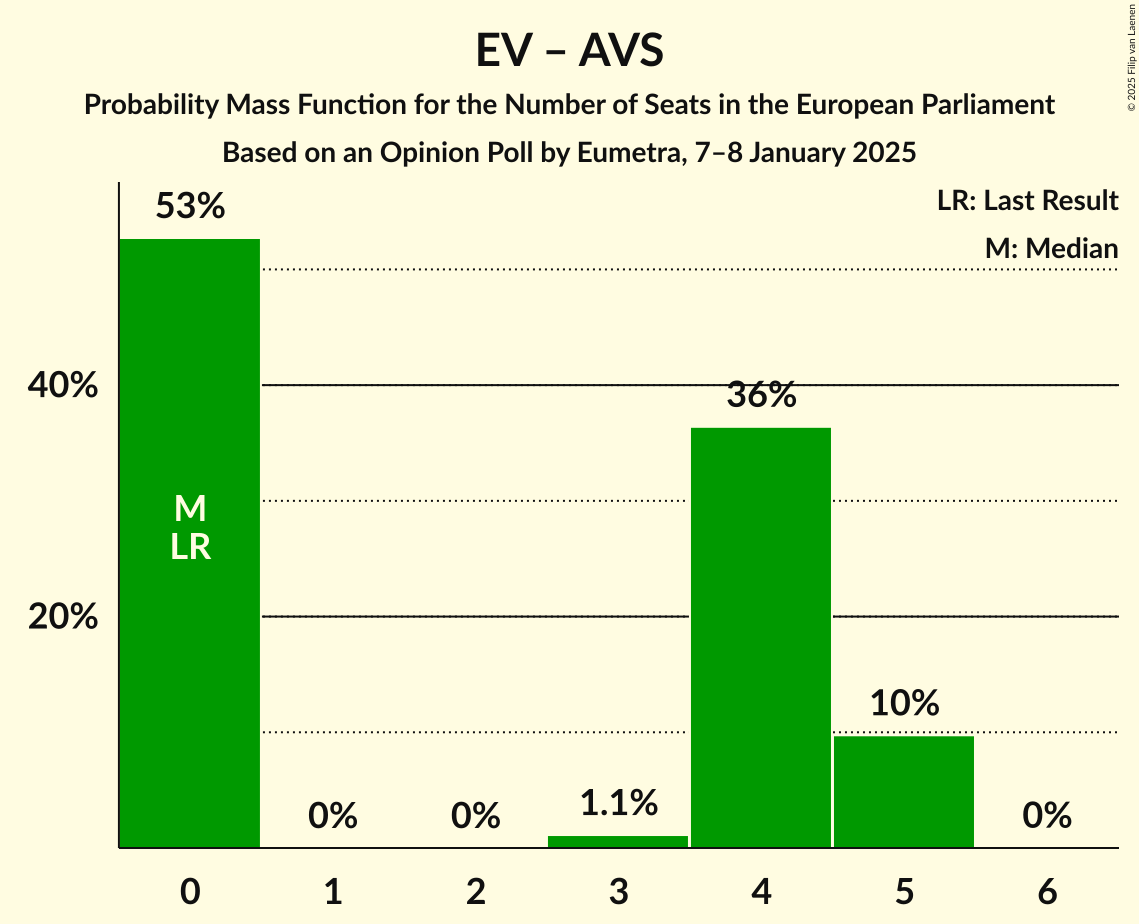 EV – AVS
Probability Mass Function for the Number of Seats in the European Parliament
Based on an Opinion Poll by Eumetra, 7–8 January 2025
© 2025 Filip van Laenen
LR: Last Result
M: Median
53%
40%
36%
M
LR
20%
10%
1.1%
0%
0%
0%
0
1
2
3
4
5
6